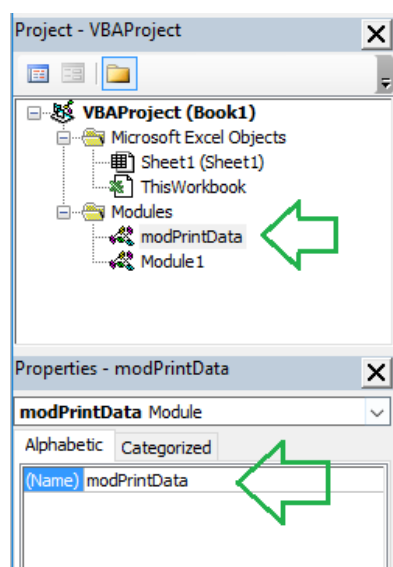 Project - VBAProject
VBAProject (Book1)
Microsoft Excel Objects
Sheet1 (Sheet1)
ThisWorkbook
Modules
modPrintData
Module1
Properties - modPrintData
modPrintData Module
Alphabetic Categorized
(Name) modPrintData